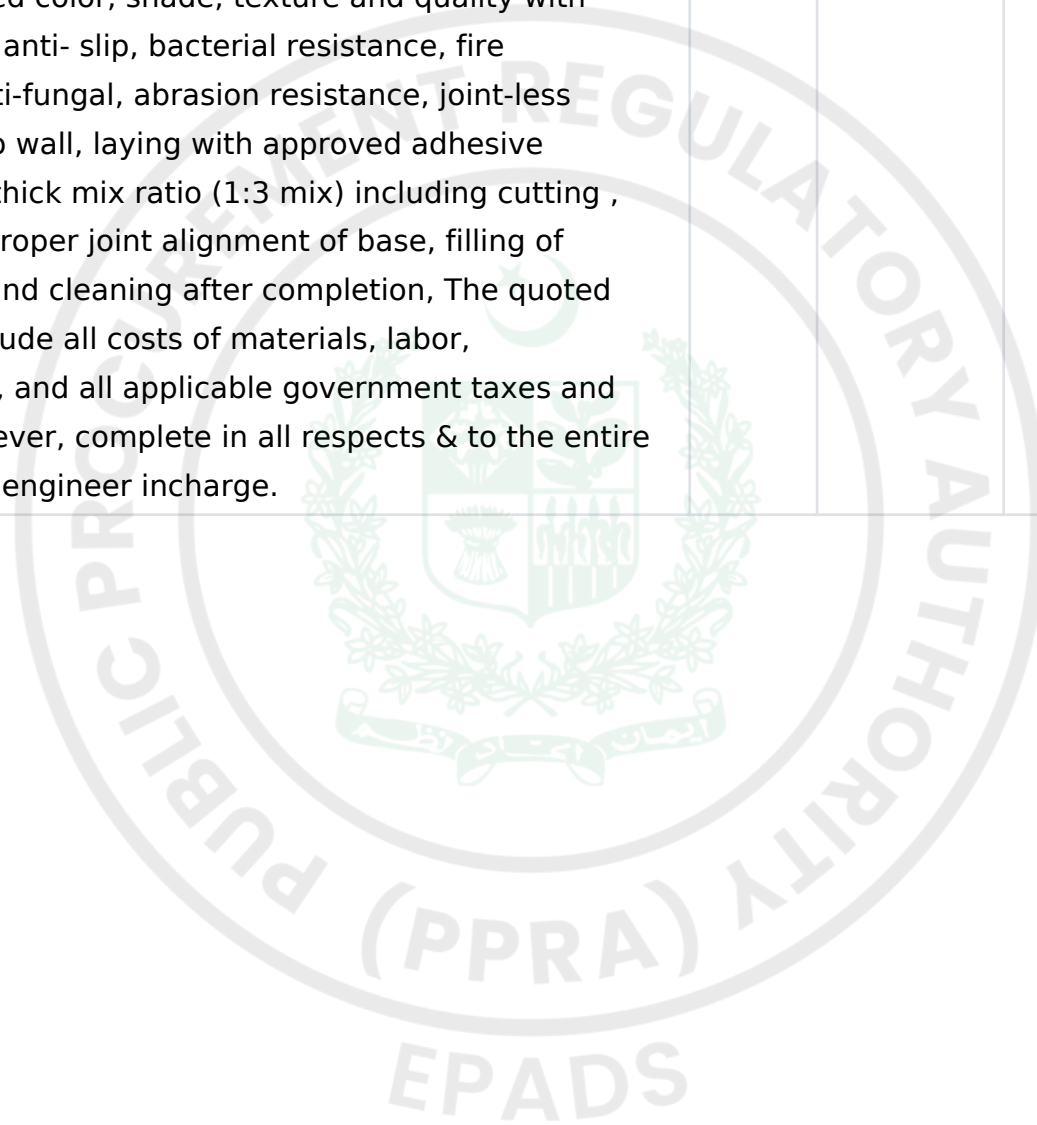 color, shade, texture and quality with
anti- slip, bacterial resistance, fire
ti-fungal, abrasion resistance, joint-less
wall, laying with approved adhesive
thick mix ratio (1:3 mix) including cutting ,
roper joint alignment of base, filling of
nd cleaning after completion, The quoted
ude all costs of materials, labor,
, and all applicable government taxes and
ever, complete in all respects & to the entire
engineer incharge.
PUBLIC PROCUREMENT REGULATORY AUTHORITY
(PPRA)
EPADS